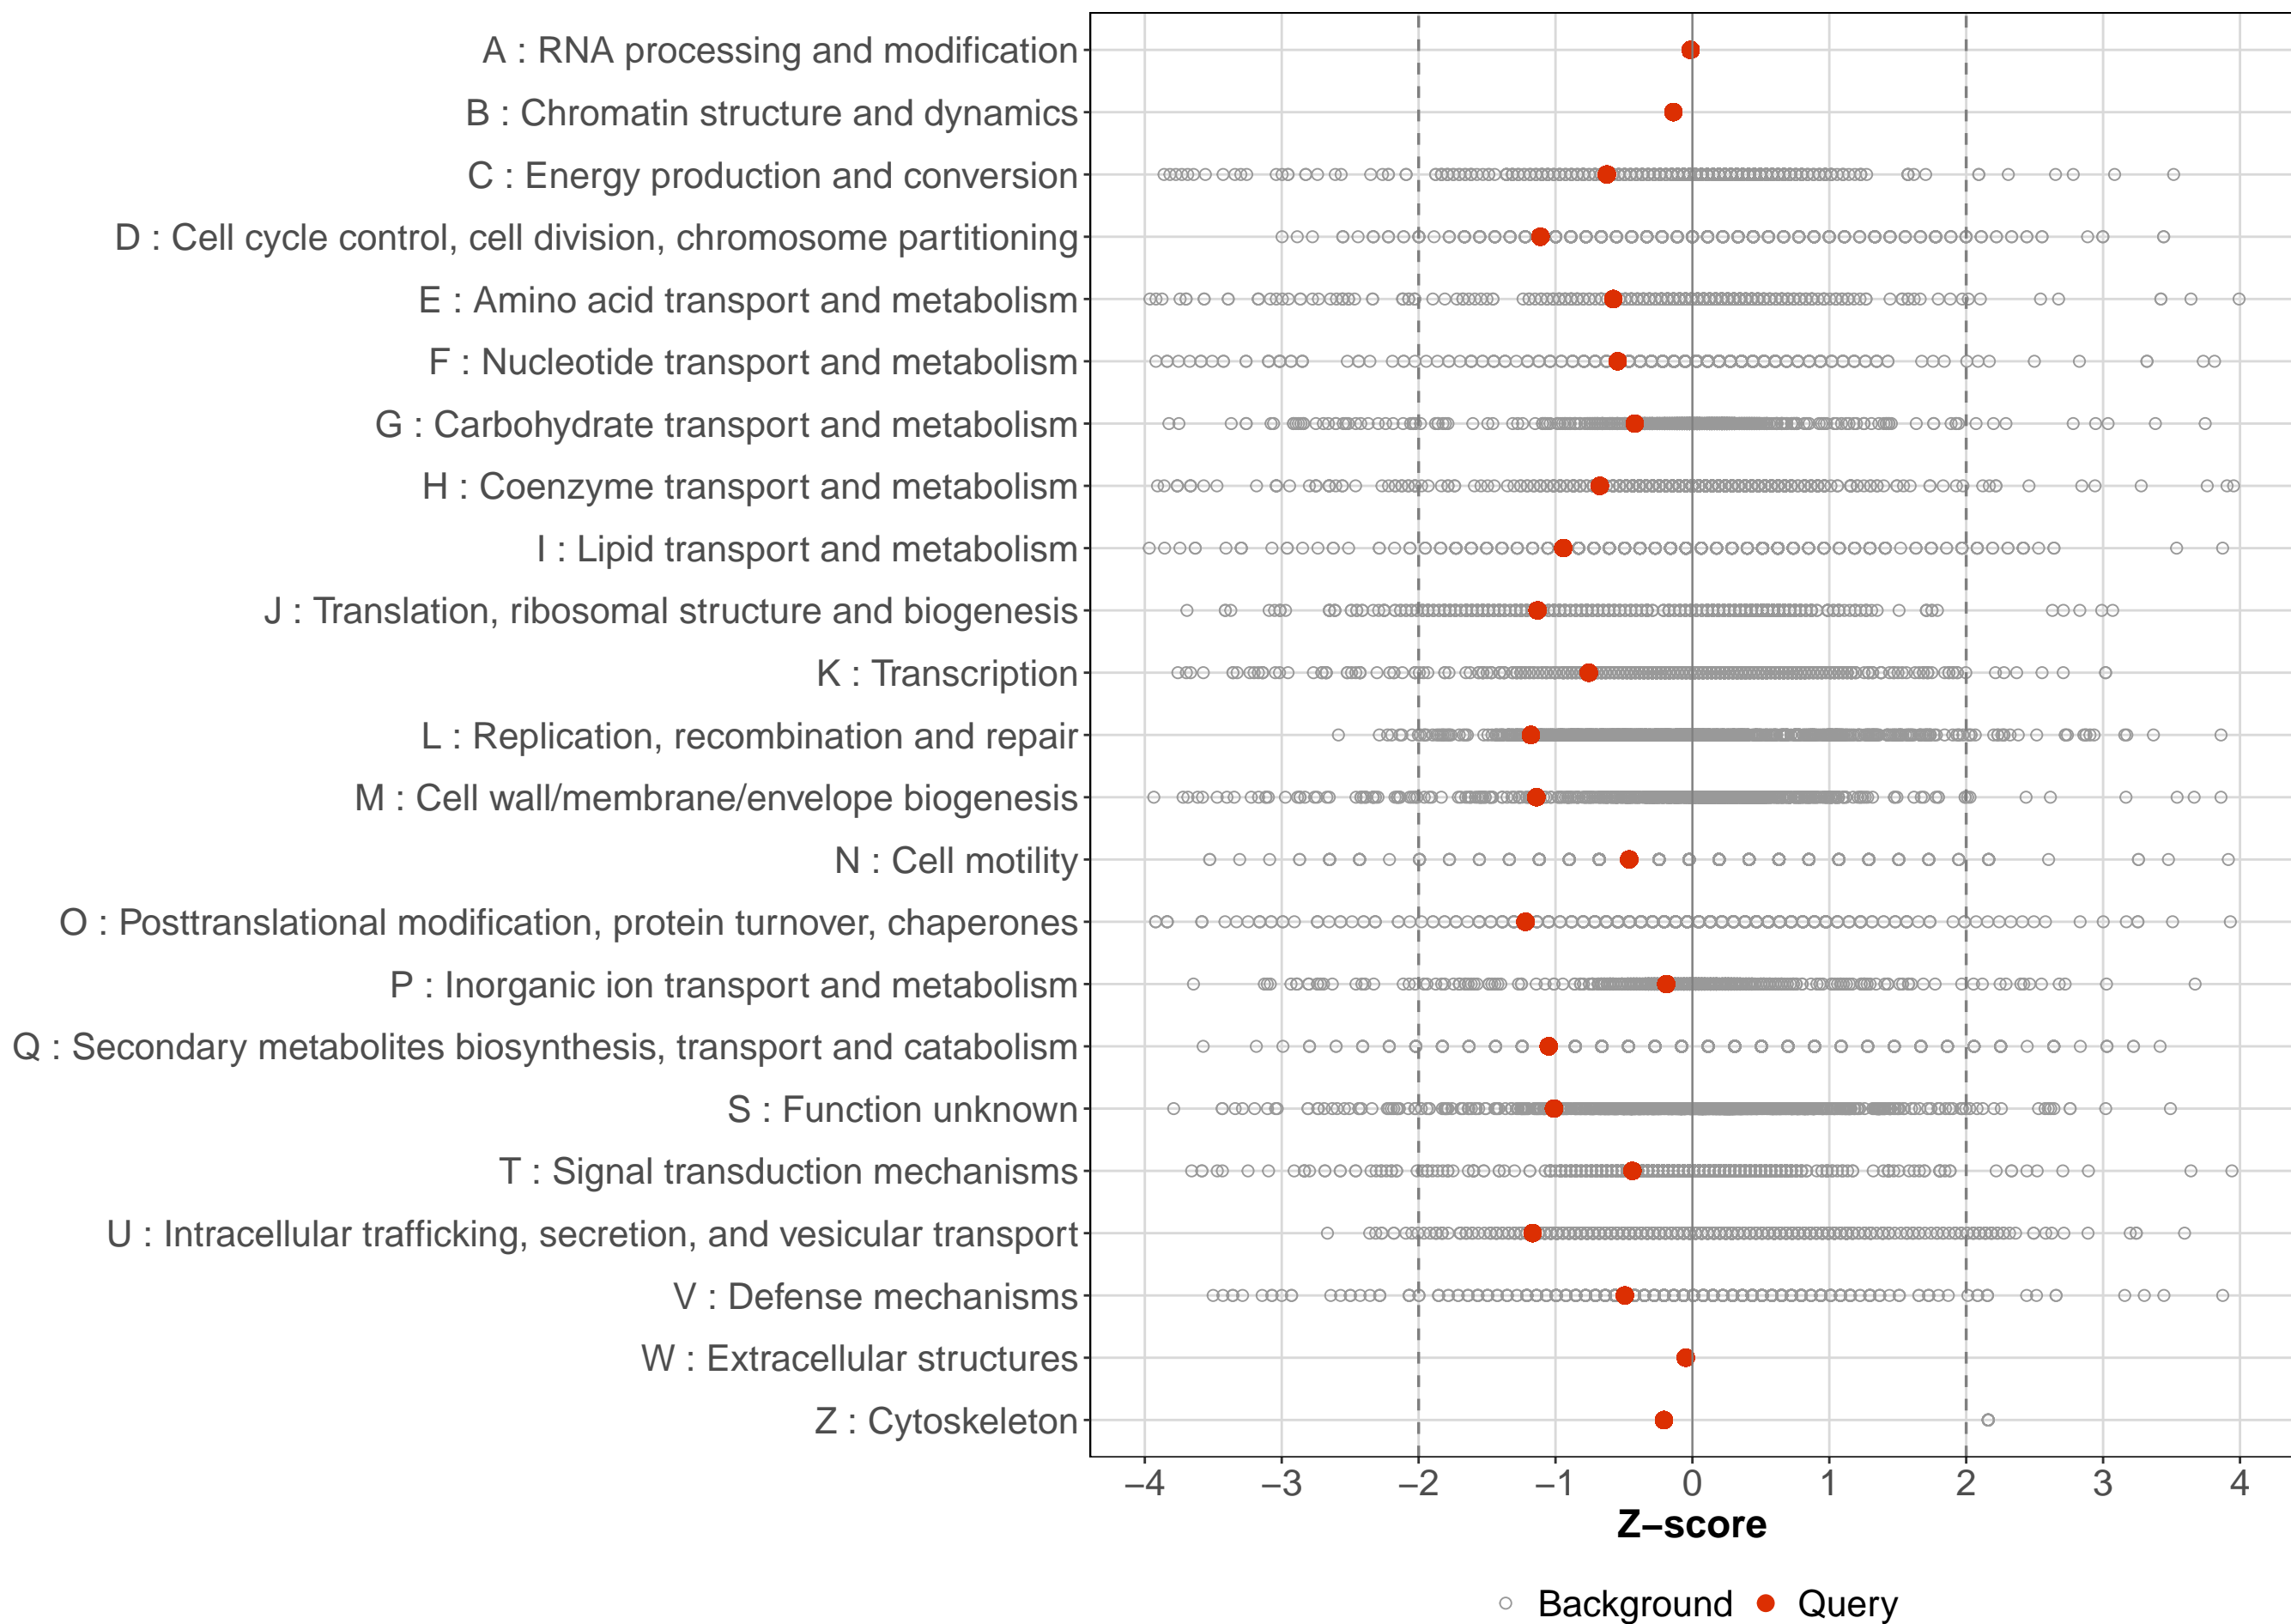 A : RNA processing and modification
B : Chromatin structure and dynamics
C : Energy production and conversion
D : Cell cycle control, cell division, chromosome partitioning
E : Amino acid transport and metabolism
F : Nucleotide transport and metabolism
G : Carbohydrate transport and metabolism
H : Coenzyme transport and metabolism
I : Lipid transport and metabolism
J : Translation, ribosomal structure and biogenesis
K : Transcription
L : Replication, recombination and repair
M : Cell wall/membrane/envelope biogenesis
N : Cell motility
O : Posttranslational modification, protein turnover, chaperones
P : Inorganic ion transport and metabolism
Q : Secondary metabolites biosynthesis, transport and catabolism
S : Function unknown
T : Signal transduction mechanisms
U : Intracellular trafficking, secretion, and vesicular transport
V : Defense mechanisms
W : Extracellular structures
Z : Cytoskeleton
−4 −3 −2 −1 0 1 2 3 4
Z−score
Background Query